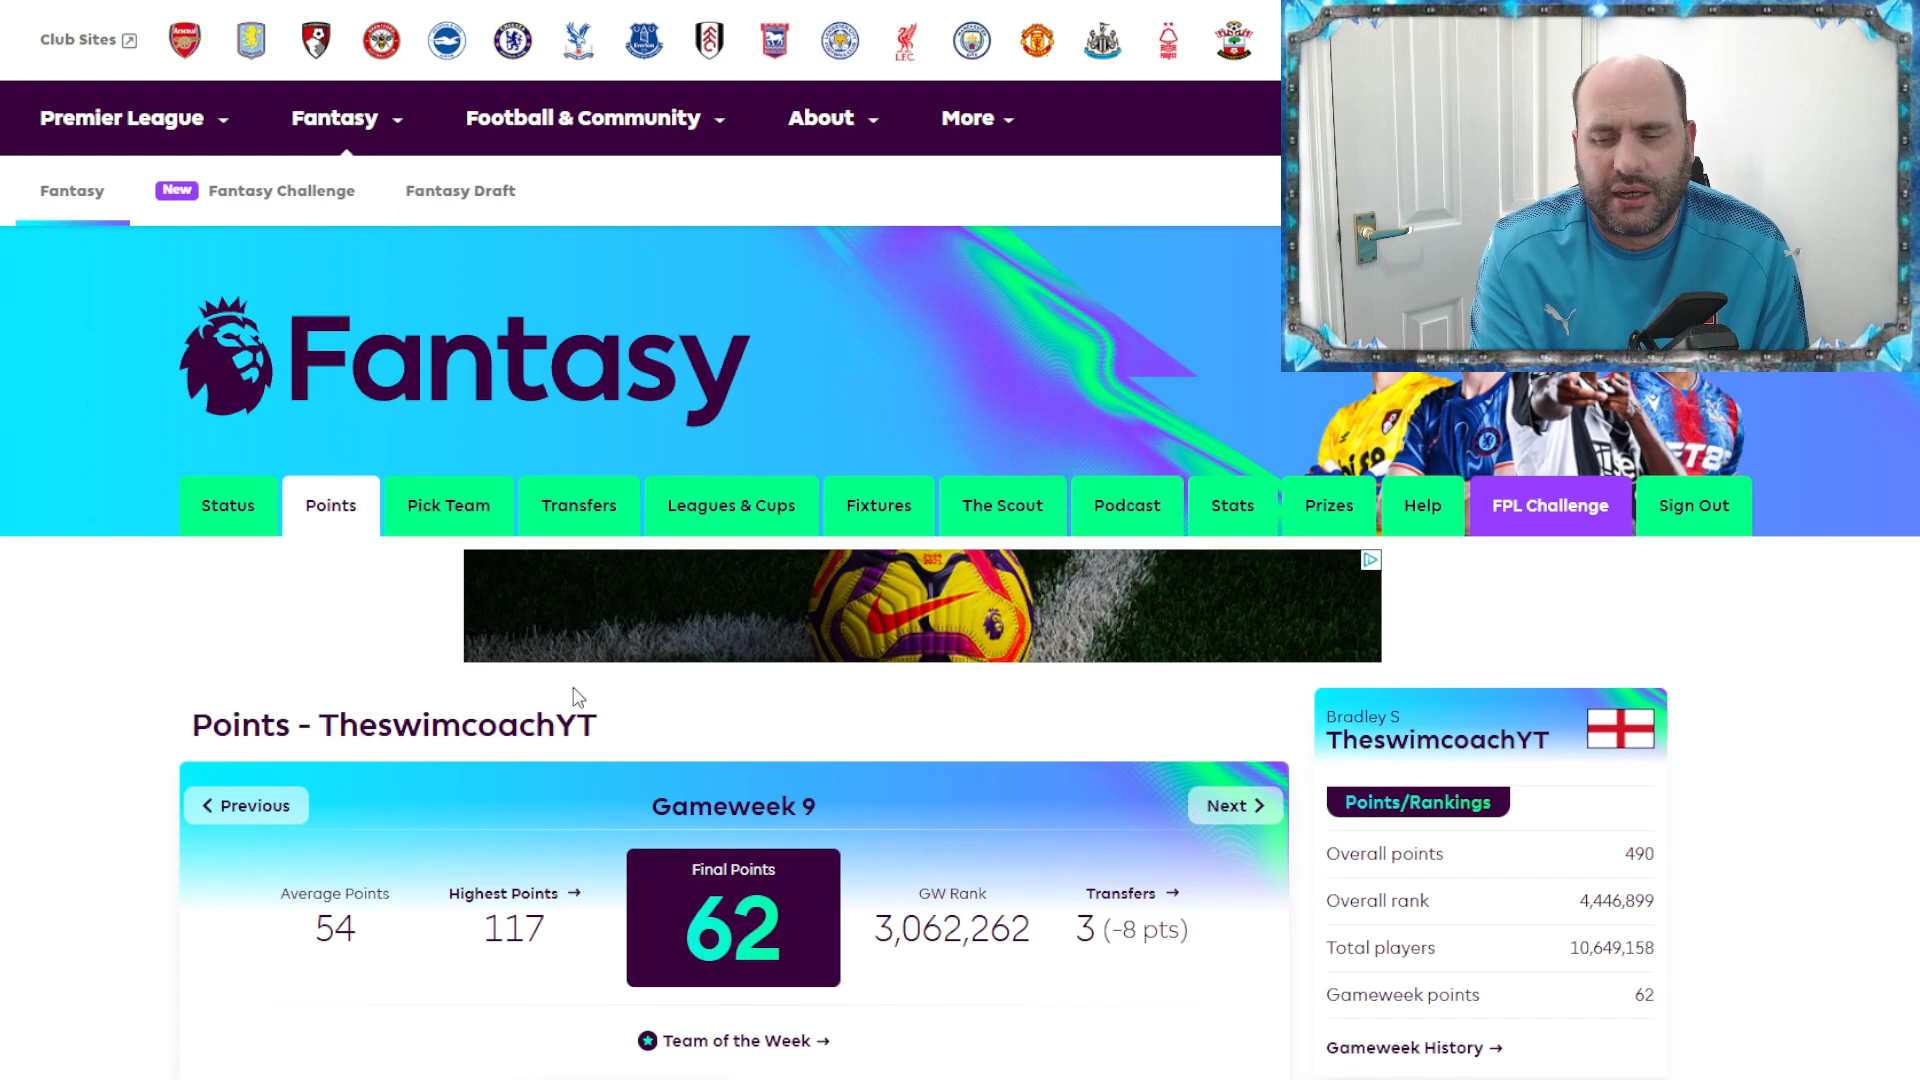 Club Sites
Premier League
Fantasy
Football & Community
About
More
Fantasy
New Fantasy Challenge
Fantasy Draft
Fantasy
Status
Points
Pick Team
Transfers
Leagues & Cups
Fixtures
The Scout
Podcast
Stats
Prizes
Help
FPL Challenge
Sign Out
Points - TheswimcoachYT
Previous
Gameweek 9
Next
Average Points
54
Highest Points →
117
Final Points
62
GW Rank
3,062,262
Transfers →
3 (-8 pts)
Team of the Week →
Bradley S
TheswimcoachYT
Points/Rankings
Overall points 490
Overall rank 4,446,899
Total players 10,649,158
Gameweek points 62
Gameweek History →